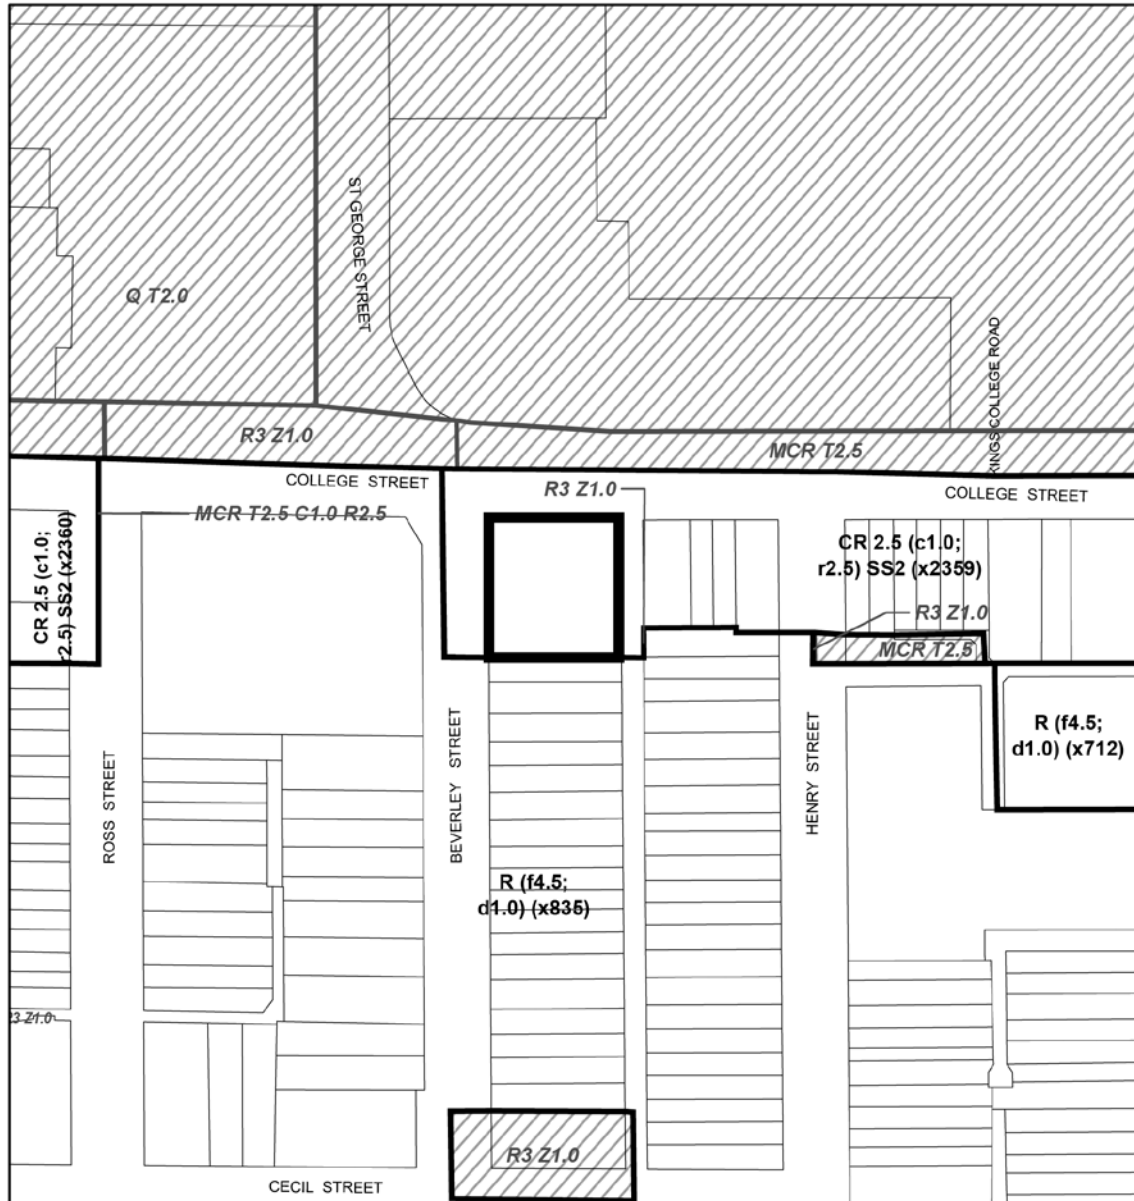 ST GEORGE STREET
Q T2.0
KINGS COLLEGE ROAD
R3 Z1.0
MCR T2.5
COLLEGE STREET
R3 Z1.0
COLLEGE STREET
MCR T2.5 C1.0 R2.5
CR 2.5 (c1.0;
r2.5) SS2 (x2360)
CR 2.5 (c1.0;
r2.5) SS2 (x2359)
R3 Z1.0
MCR T2.5
R (f4.5;
d1.0) (x712)
ROSS STREET
BEVERLEY STREET
HENRY STREET
R (f4.5;
d1.0) (x835)
R3 Z1.0
R3 Z1.0
CECIL STREET